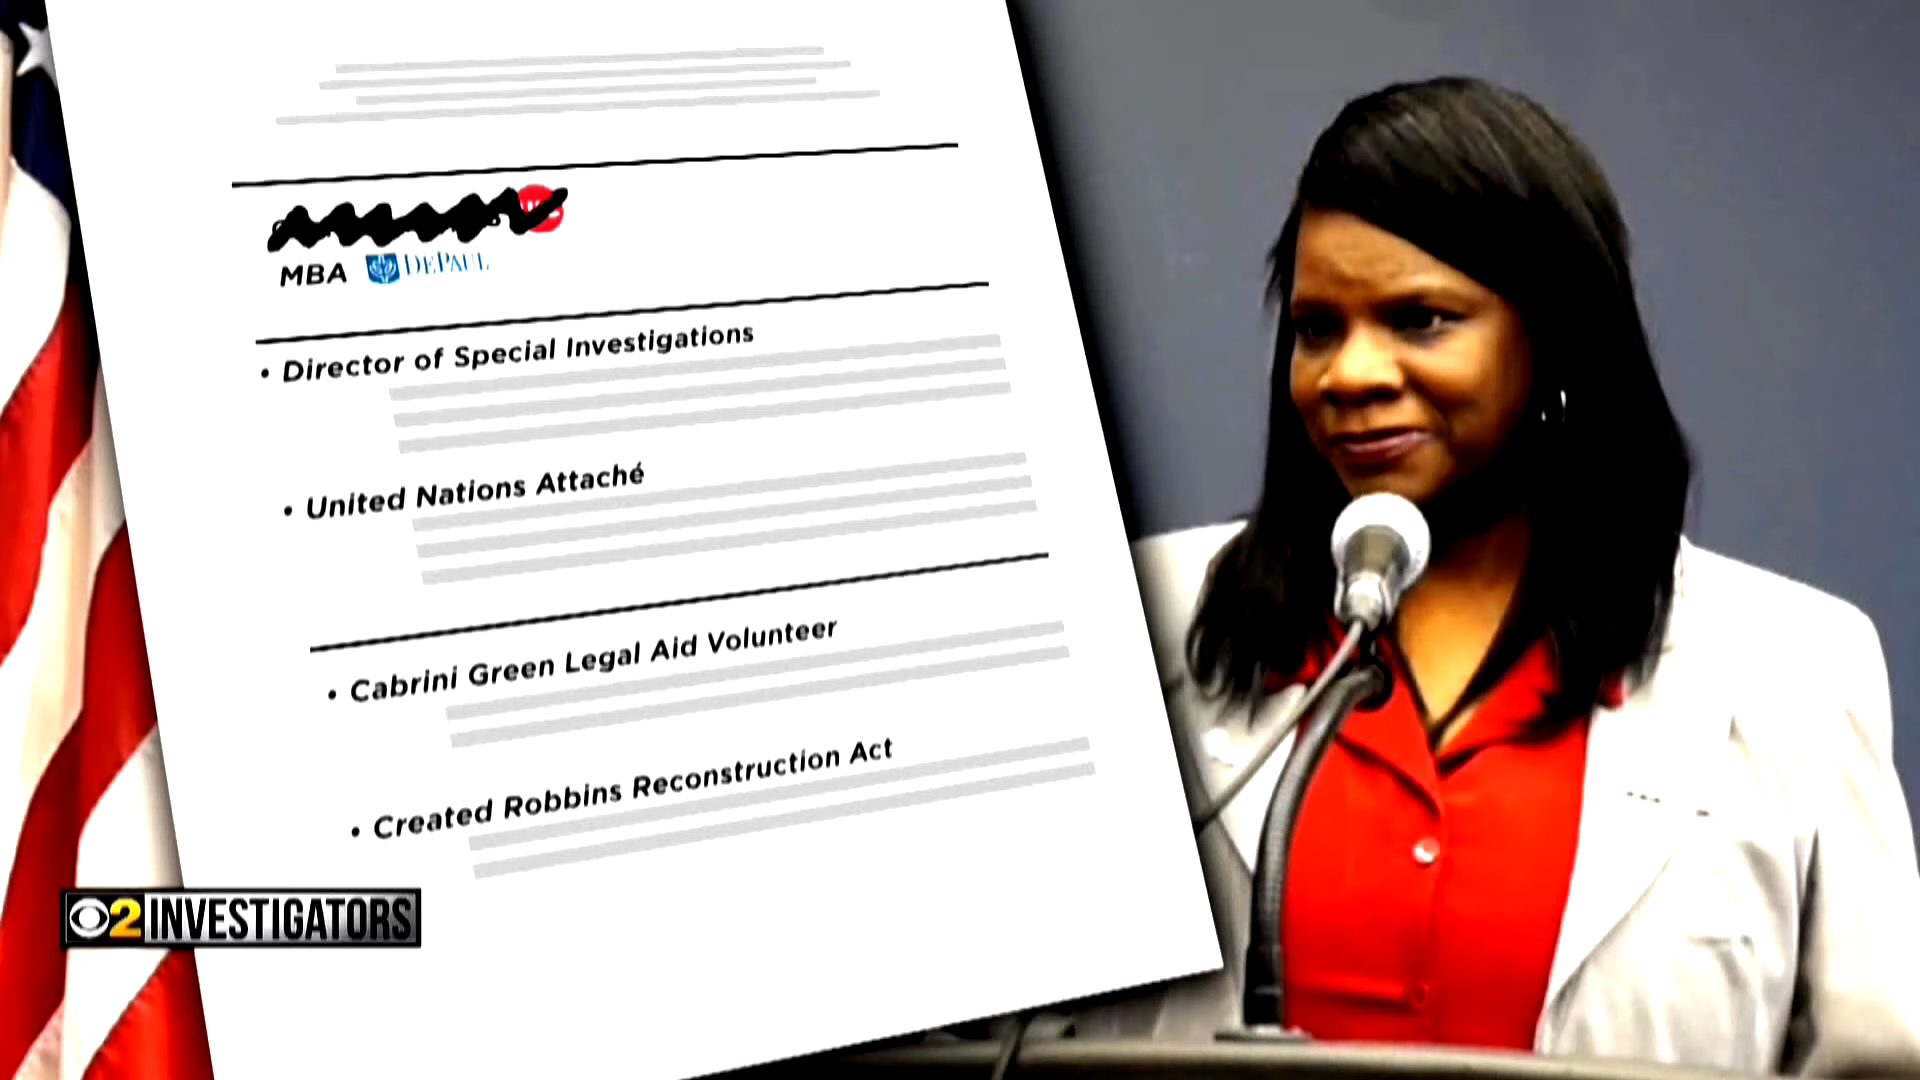 MBA DEPAUL
• Director of Special Investigations
• United Nations Attaché
• Cabrini Green Legal Aid Volunteer
• Created Robbins Reconstruction Act
2 INVESTIGATORS